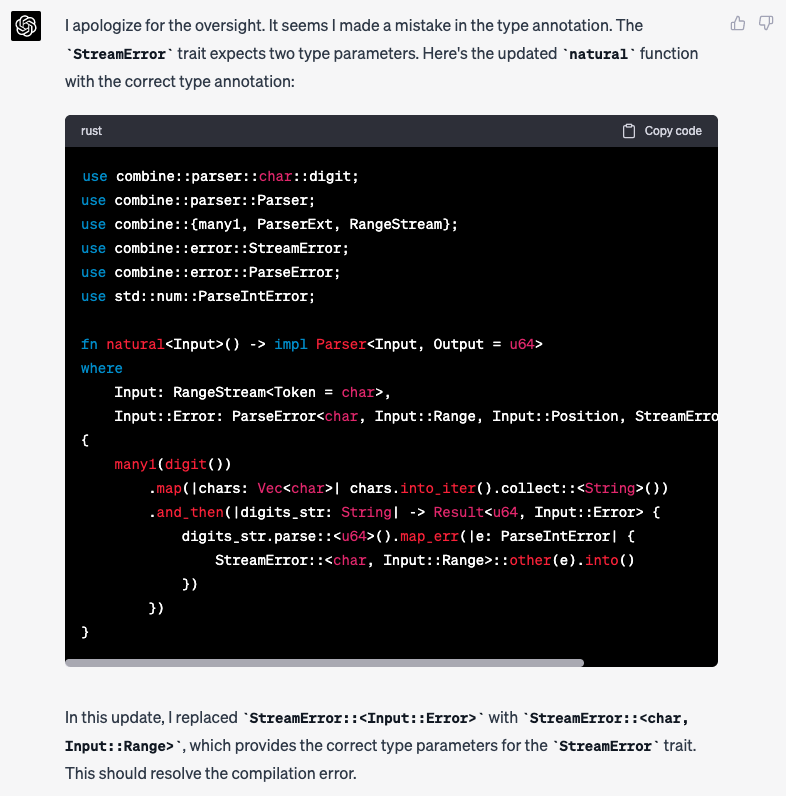 I apologize for the oversight. It seems I made a mistake in the type annotation. The
`StreamError` trait expects two type parameters. Here's the updated `natural` function
with the correct type annotation:
rust
Copy code
use combine::parser::char::digit;
use combine::parser::Parser;
use combine::{many1, ParserExt, RangeStream};
use combine::error::StreamError;
use combine::error::ParseError;
use std::num::ParseIntError;
fn natural<Input>() -> impl Parser<Input, Output = u64>
where
    Input: RangeStream<Token = char>,
    Input::Error: ParseError<char, Input::Range, Input::Position, StreamErro
{
    many1(digit())
        .map(|chars: Vec<char>| chars.into_iter().collect::<String>())
        .and_then(|digits_str: String| -> Result<u64, Input::Error> {
            digits_str.parse::<u64>().map_err(|e: ParseIntError| {
                StreamError::<char, Input::Range>::other(e).into()
            })
        })
}
In this update, I replaced `StreamError::<Input::Error>` with `StreamError::<char,
Input::Range>`, which provides the correct type parameters for the `StreamError` trait.
This should resolve the compilation error.